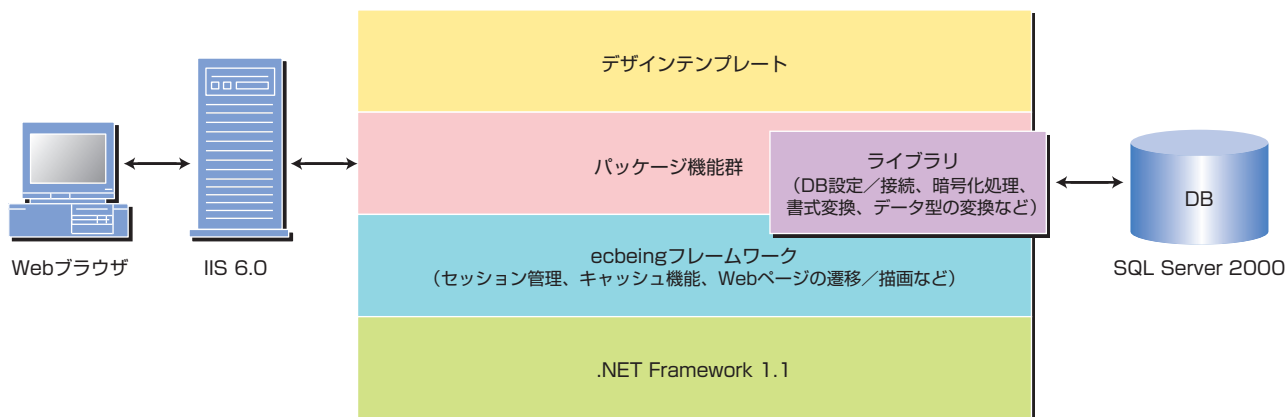 デザインテンプレート
パッケージ機能群
ライブラリ
（DB設定／接続、暗号化処理、
書式変換、データ型の変換など）
DB
Webブラウザ
IIS 6.0
ecbeingフレームワーク
（セッション管理、キャッシュ機能、Webページの遷移／描画など）
SQL Server 2000
.NET Framework 1.1